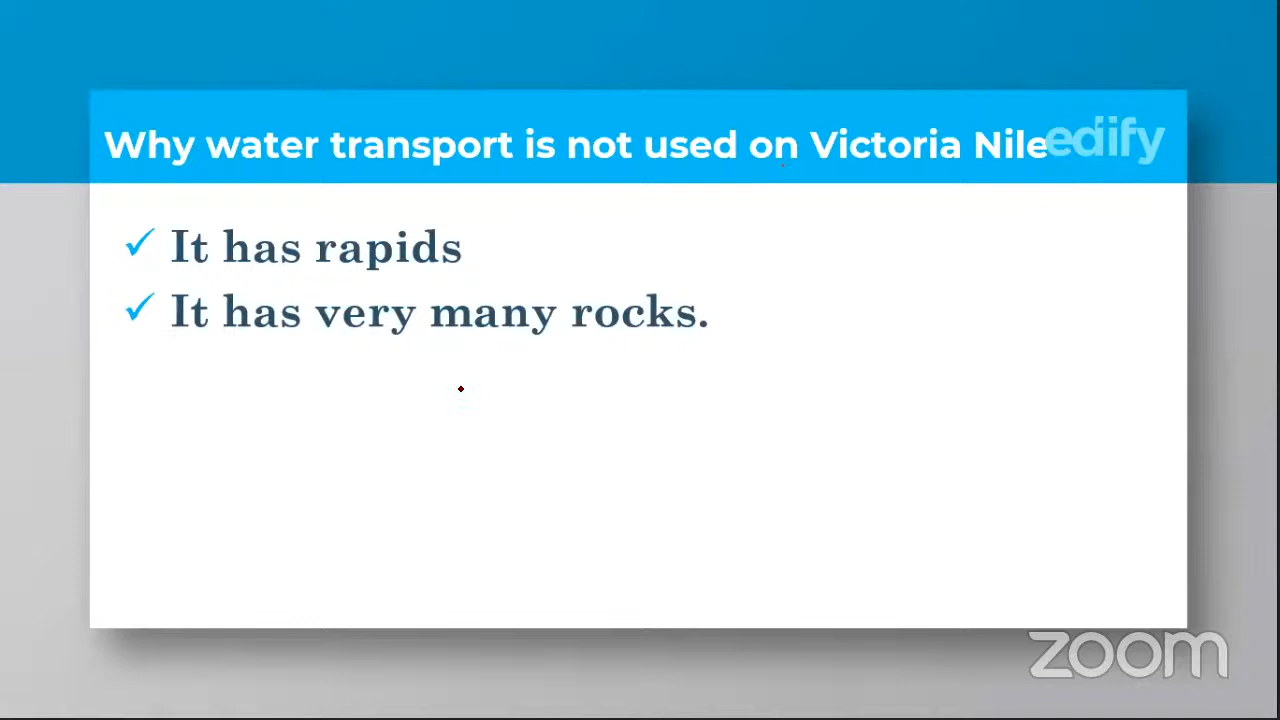 Why water transport is not used on Victoria Nile
edify
It has rapids
It has very many rocks.
zoom